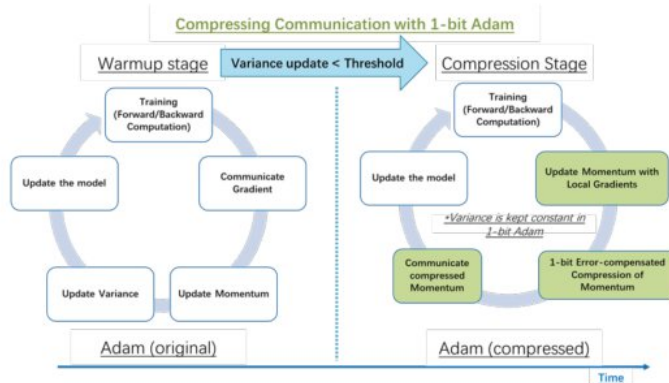 Compressing Communication with 1-bit Adam
Warmup stage
Variance update < Threshold
Compression Stage
Training
(Forward/Backward
Computation)
Communicate
Gradient
Update Momentum
Update Variance
Update the model
Adam (original)
Training
(Forward/Backward
Computation)
Update Momentum with
Local Gradients
1-bit Error-compensated
Compression of
Momentum
Communicate
compressed
Momentum
Update the model
*Variance is kept constant in
1-bit Adam
Adam (compressed)
Time